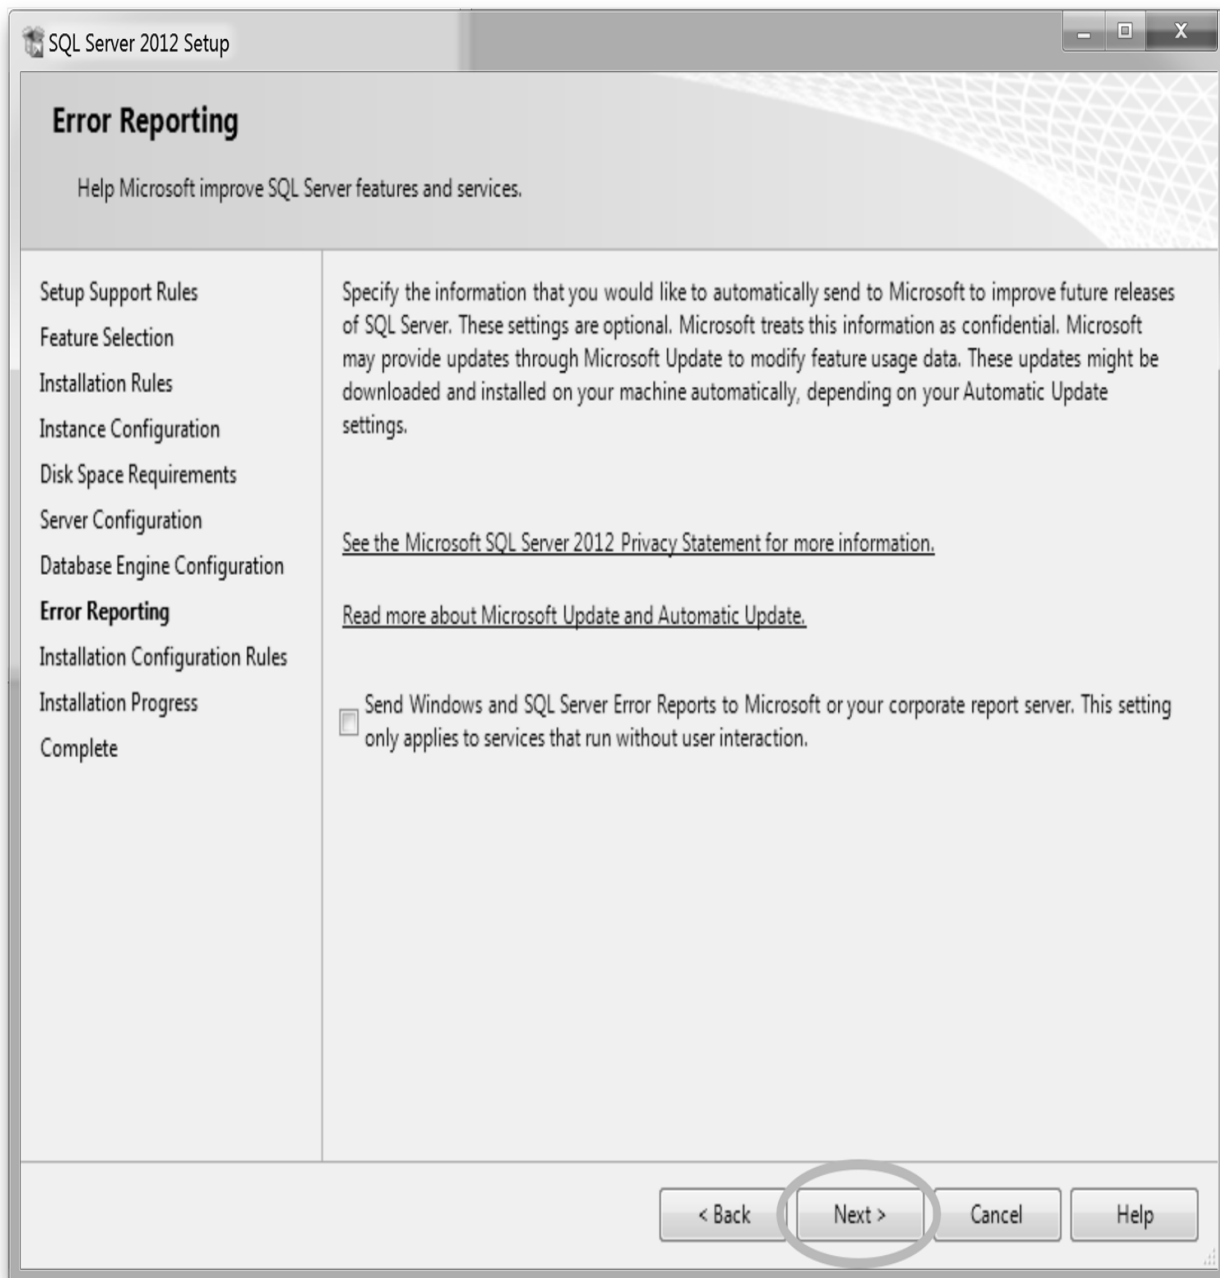 SQL Server 2012 Setup
Error Reporting
Help Microsoft improve SQL Server features and services.
Setup Support Rules
Feature Selection
Installation Rules
Instance Configuration
Disk Space Requirements
Server Configuration
Database Engine Configuration
Error Reporting
Installation Configuration Rules
Installation Progress
Complete
Specify the information that you would like to automatically send to Microsoft to improve future releases
of SQL Server. These settings are optional. Microsoft treats this information as confidential. Microsoft
may provide updates through Microsoft Update to modify feature usage data. These updates might be
downloaded and installed on your machine automatically, depending on your Automatic Update
settings.
See the Microsoft SQL Server 2012 Privacy Statement for more information.
Read more about Microsoft Update and Automatic Update.
Send Windows and SQL Server Error Reports to Microsoft or your corporate report server. This setting
only applies to services that run without user interaction.
< Back
Next >
Cancel
Help